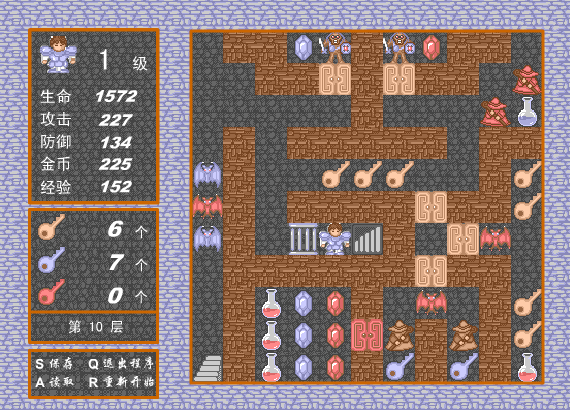 1 级
生命 1572
攻击 227
防御 134
金币 225
经验 152
6 个
7 个
0 个
第 10 层
S 保存 Q 退出程序
A 读取 R 重新开始